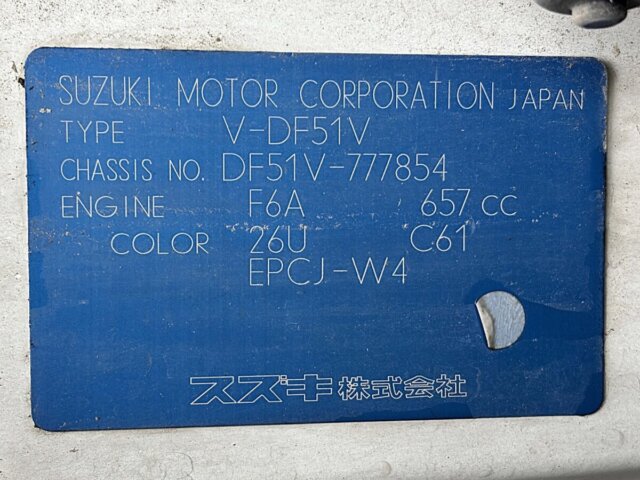 SUZUKI MOTOR CORPORATION JAPAN
TYPE V-DF51V
CHASSIS NO. DF51V-777854
ENGINE F6A 657 CC
COLOR 26U C61
EPCJ-W4
スズキ株式会社